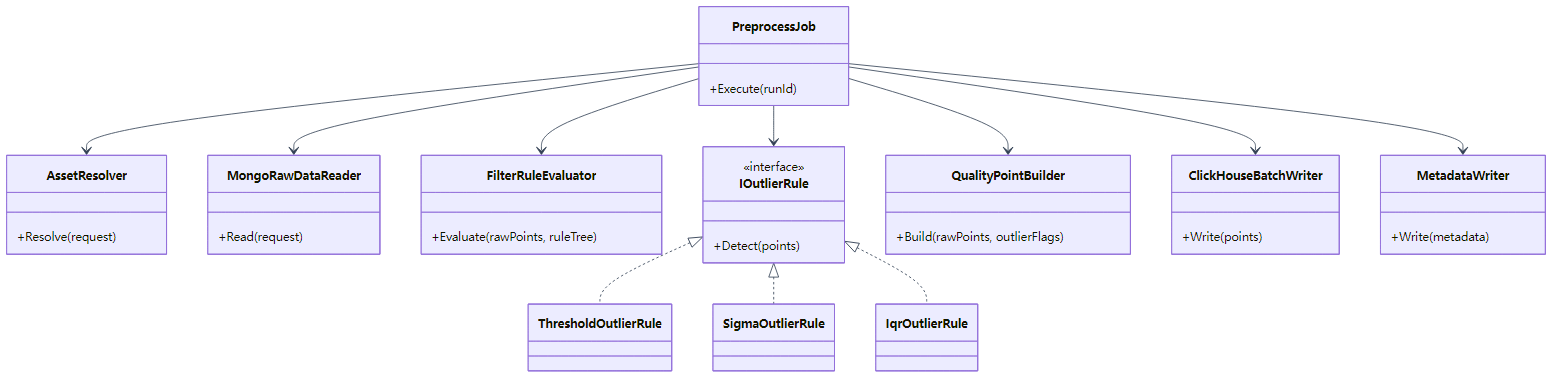 PreprocessJob
+Execute(runId)
AssetResolver
+Resolve(request)
MongoRawDataReader
+Read(request)
FilterRuleEvaluator
+Evaluate(rawPoints, ruleTree)
«interface»
IOutlierRule
+Detect(points)
QualityPointBuilder
+Build(rawPoints, outlierFlags)
ClickHouseBatchWriter
+Write(points)
MetadataWriter
+Write(metadata)
ThresholdOutlierRule
SigmaOutlierRule
IqrOutlierRule